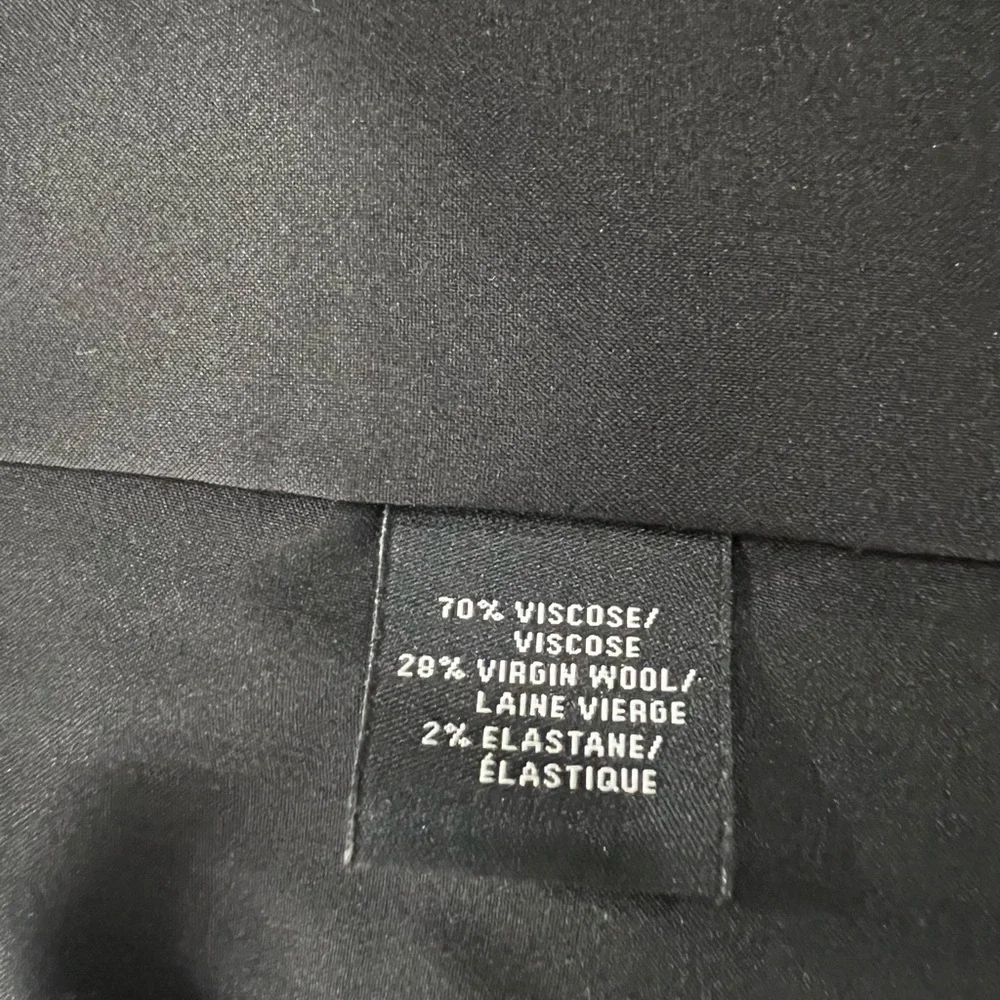 70% VISCOSE/
VISCOSE
28% VIRGIN WOOL/
LAINE VIERGE
2% ELASTANE/
ÉLASTIQUE